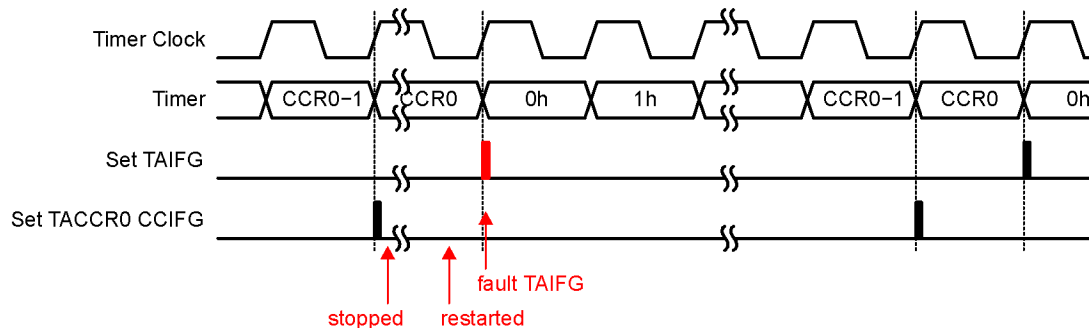 Timer Clock
Timer CCR0−1 CCR0 0h 1h CCR0−1 CCR0 0h
Set TAIFG
Set TACCR0 CCIFG
fault TAIFG
stopped restarted